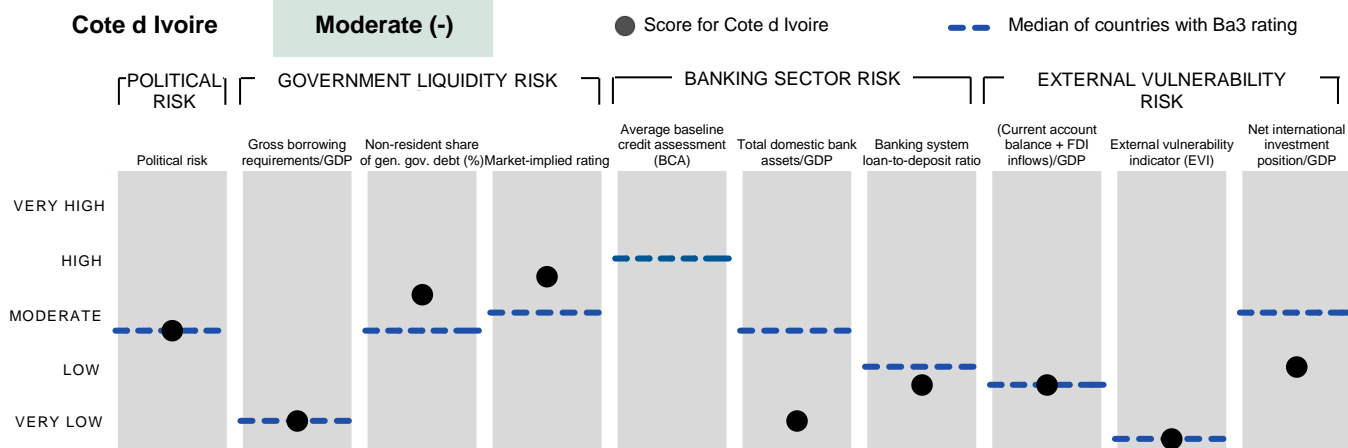 Cote d Ivoire
Moderate (-)
Score for Cote d Ivoire
Median of countries with Ba3 rating
POLITICAL
RISK
GOVERNMENT LIQUIDITY RISK
BANKING SECTOR RISK
EXTERNAL VULNERABILITY
RISK
Political risk
Gross borrowing
requirements/GDP
Non-resident share
of gen. gov. debt (%)
Market-implied rating
Average baseline
credit assessment
(BCA)
Total domestic bank
assets/GDP
Banking system
loan-to-deposit ratio
(Current account
balance + FDI
inflows)/GDP
External vulnerability
indicator (EVI)
Net international
investment
position/GDP
VERY HIGH
HIGH
MODERATE
LOW
VERY LOW